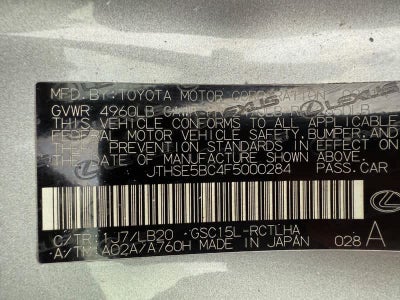 MFD. BY: TOYOTA MOTOR CORPORATION
GVWR 4960LB
THIS VEHICLE CONFORMS TO ALL APPLICABLE
FEDERAL MOTOR VEHICLE SAFETY, BUMPER, AND
THEFT PREVENTION STANDARDS IN EFFECT ON
DATE OF MANUFACTURE SHOWN ABOVE.
JTHSE5BC4F5000284 PASS. CAR
C/TR: 1J7/LB20 GSC15L-RCTLHA
A/TM: A02A/A760H MADE IN JAPAN 028 A